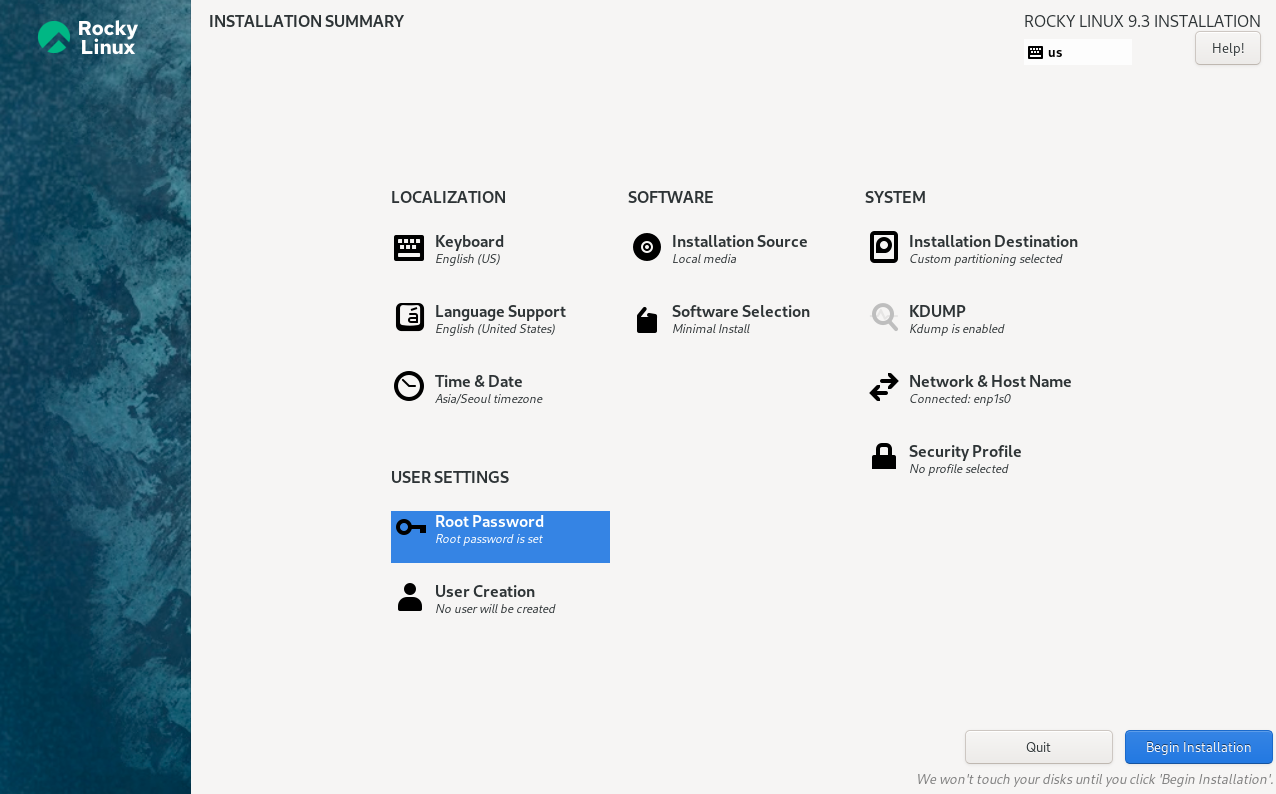 Rocky
Linux
INSTALLATION SUMMARY
ROCKY LINUX 9.3 INSTALLATION
us
Help!
LOCALIZATION
Keyboard
English (US)
Language Support
English (United States)
Time & Date
Asia/Seoul timezone
SOFTWARE
Installation Source
Local media
Software Selection
Minimal Install
SYSTEM
Installation Destination
Custom partitioning selected
KDUMP
Kdump is enabled
Network & Host Name
Connected: enp1s0
Security Profile
No profile selected
USER SETTINGS
Root Password
Root password is set
User Creation
No user will be created
Quit
Begin Installation
We won't touch your disks until you click 'Begin Installation'.